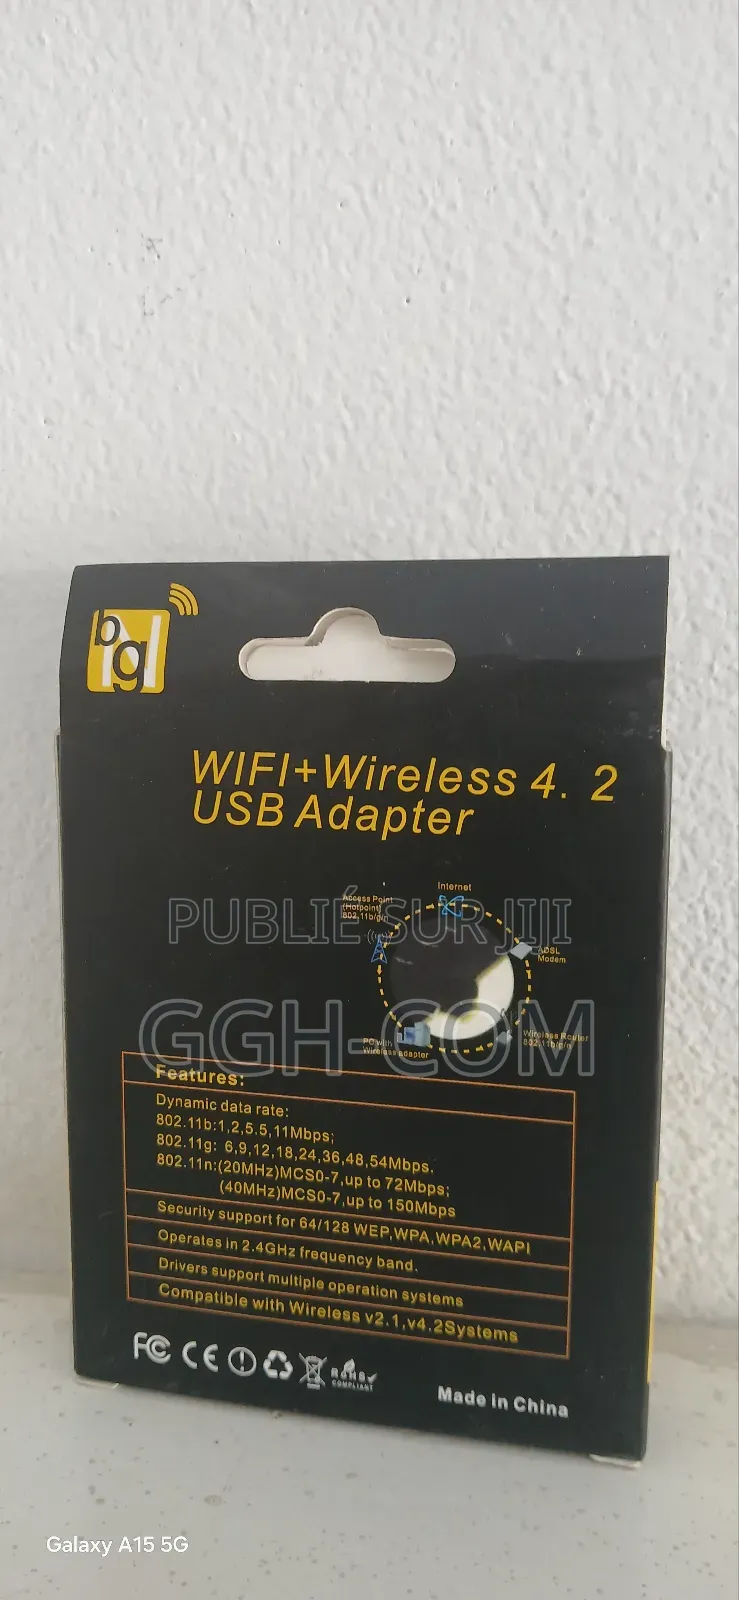 bg
WIFI+Wireless 4. 2
USB Adapter
Internet
Access Point
(Hotpoint)
802.11b/g/n
ADSL
Modem
PUBLIÉ SUR JIJI
GGH-COM
PC with
Wireless adapter
Wireless Router
802.11b/g/n
Features:
Dynamic data rate:
802.11b:1,2,5.5,11Mbps;
802.11g: 6,9,12,18,24,36,48,54Mbps.
802.11n:(20MHz)MCS0-7,up to 72Mbps;
(40MHz)MCS0-7,up to 150Mbps
Security support for 64/128 WEP,WPA,WPA2,WAPI
Operates in 2.4GHz frequency band.
Drivers support multiple operation systems
Compatible with Wireless v2.1,v4.2Systems
FC CE RoHS
COMPLIANT
Made in China
Galaxy A15 5G